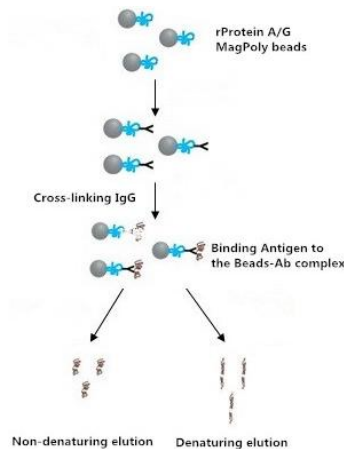 rProtein A/G
MagPoly beads
Cross-linking IgG
Binding Antigen to
the Beads-Ab complex
Non-denaturing elution
Denaturing elution